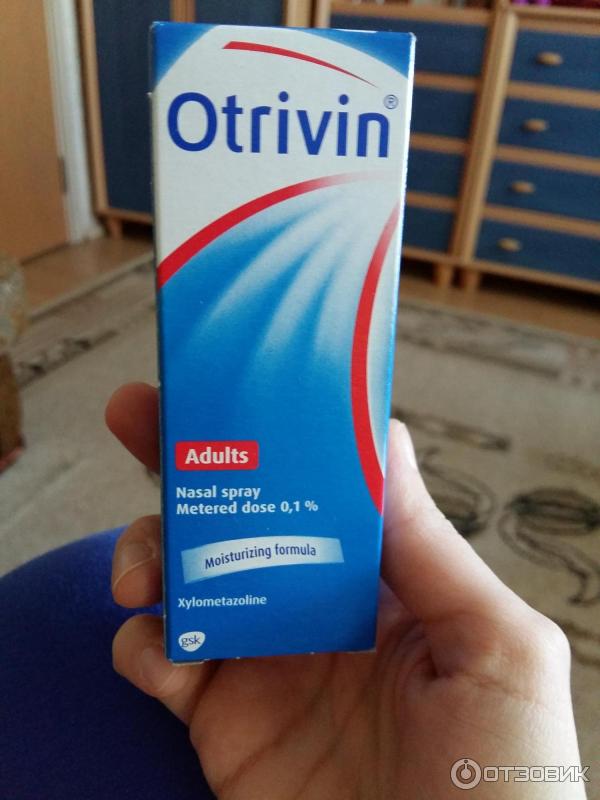 Otrivin®
Adults
Nasal spray
Metered dose 0,1 %
Moisturizing formula
Xylometazoline
gsk
ОТЗОВИК